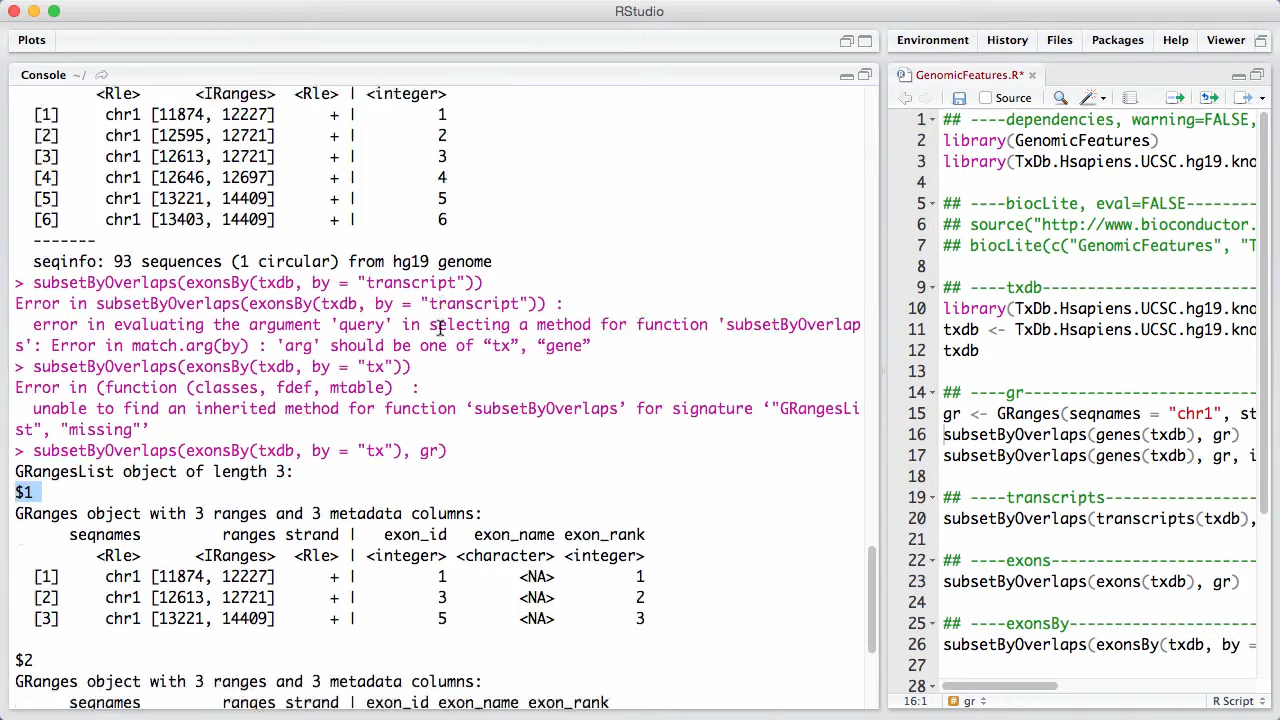 RStudio
Plots
Console ~/
<Rle> <IRanges> <Rle> | <integer>
[1] chr1 [11874, 12227] + | 1
[2] chr1 [12595, 12721] + | 2
[3] chr1 [12613, 12721] + | 3
[4] chr1 [12646, 12697] + | 4
[5] chr1 [13221, 14409] + | 5
[6] chr1 [13403, 14409] + | 6
-------
seqinfo: 93 sequences (1 circular) from hg19 genome
> subsetByOverlaps(exonsBy(txdb, by = "transcript"))
Error in subsetByOverlaps(exonsBy(txdb, by = "transcript")) :
error in evaluating the argument 'query' in selecting a method for function 'subsetByOverlap
s': Error in match.arg(by) : 'arg' should be one of “tx”, “gene”
> subsetByOverlaps(exonsBy(txdb, by = "tx"))
Error in (function (classes, fdef, mtable) :
unable to find an inherited method for function ‘subsetByOverlaps’ for signature ‘"GRangesLi
st", "missing"’
> subsetByOverlaps(exonsBy(txdb, by = "tx"), gr)
GRangesList object of length 3:
$1
GRanges object with 3 ranges and 3 metadata columns:
seqnames ranges strand | exon_id exon_name exon_rank
<Rle> <IRanges> <Rle> | <integer> <character> <integer>
[1] chr1 [11874, 12227] + | 1 <NA> 1
[2] chr1 [12613, 12721] + | 3 <NA> 2
[3] chr1 [13221, 14409] + | 5 <NA> 3
$2
GRanges object with 3 ranges and 3 metadata columns:
seqnames ranges strand | exon_id exon_name exon_rank
Environment History Files Packages Help Viewer
GenomicFeatures.R*
Source
1 ## ----dependencies, warning=FALSE,
2 library(GenomicFeatures)
3 library(TxDb.Hsapiens.UCSC.hg19.kno
4
5 ## ----biocLite, eval=FALSE--------
6 ## source("http://www.bioconductor.
7 ## biocLite(c("GenomicFeatures", "T
8
9 ## ----txdb------------------------
10 library(TxDb.Hsapiens.UCSC.hg19.kno
11 txdb <- TxDb.Hsapiens.UCSC.hg19.kno
12 txdb
13
14 ## ----gr--------------------------
15 gr <- GRanges(seqnames = "chr1", st
16 subsetByOverlaps(genes(txdb), gr)
17 subsetByOverlaps(genes(txdb), gr, i
18
19 ## ----transcripts-----------------
20 subsetByOverlaps(transcripts(txdb),
21
22 ## ----exons-----------------------
23 subsetByOverlaps(exons(txdb), gr)
24
25 ## ----exonsBy---------------------
26 subsetByOverlaps(exonsBy(txdb, by =
27
28
16:1 # gr R Script